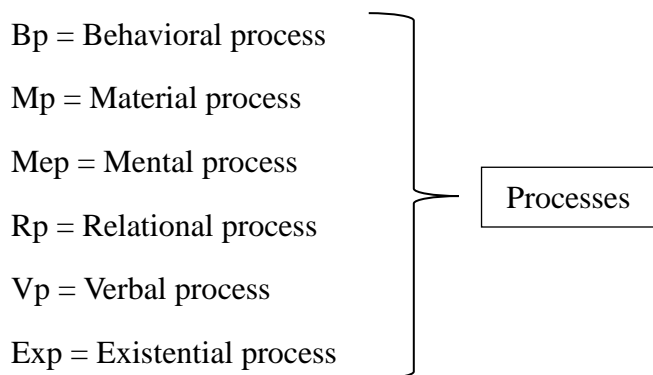 Bp = Behavioral process
Mp = Material process
Mep = Mental process
Rp = Relational process
Vp = Verbal process
Exp = Existential process
Processes